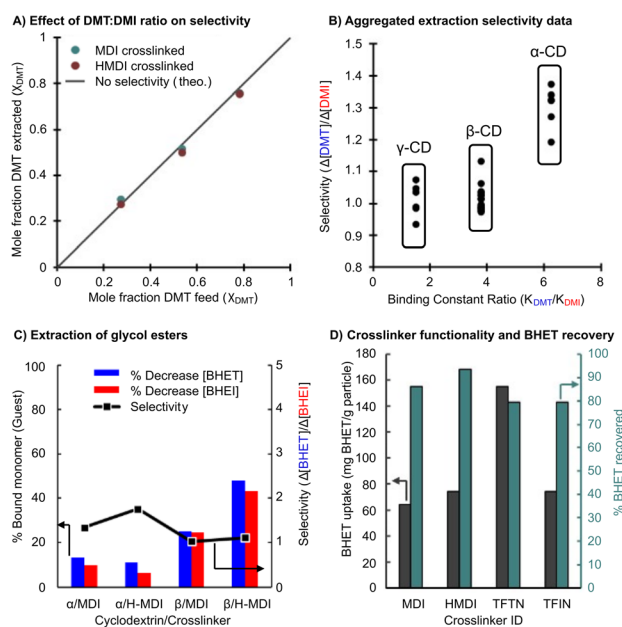 A) Effect of DMT:DMI ratio on selectivity
Mole fraction DMT extracted (XDMT)
1
0.8
0.6
0.4
0.2
0
MDI crosslinked
HMDI crosslinked
No selectivity (theo.)
0 0.2 0.4 0.6 0.8 1
Mole fraction DMT feed (XDMT)
B) Aggregated extraction selectivity data
Selectivity (Δ[DMT]/Δ[DMI]
1.5
1.4
1.3
1.2
1.1
1.0
0.9
0.8
α-CD
β-CD
γ-CD
0 2 4 6 8
Binding Constant Ratio (KDMT/KDMI)
C) Extraction of glycol esters
% Bound monomer (Guest)
100
80
60
40
20
0
% Decrease [BHET]
% Decrease [BHEI]
Selectivity
5
4
3
2
1
0
Selectivity (Δ[BHET]/Δ[BHEI]
α/MDI α/H-MDI β/MDI β/H-MDI
Cyclodextrin/Crosslinker
D) Crosslinker functionality and BHET recovery
BHET uptake (mg BHET/g particle)
180
160
140
120
100
80
60
40
20
0
100
90
80
70
60
50
40
30
20
10
0
% BHET recovered
MDI HMDI TFTN TFIN
Crosslinker ID